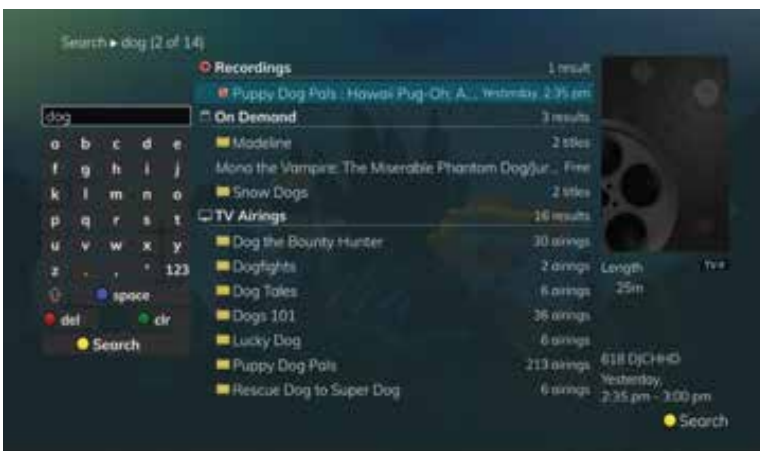 Search ▸ dog (2 of 14)
Recordings 1 result
Puppy Dog Pals : Hawaii Pug-Oh; A... Yesterday, 2:35 pm
dog
On Demand 3 results
a b c d e
Madeline 2 titles
f g h i j
Mona the Vampire: The Miserable Phantom Dog/Jur... Free
k l m n o
Snow Dogs 2 titles
p q r s t
TV Airings 16 results
u v w x y
Dog the Bounty Hunter 30 airings
z . , ' 123
Dogfights 2 airings
Length TV-Y
space
Dog Tales 6 airings
25m
del clr
Dogs 101 36 airings
Search
Lucky Dog 6 airings
Puppy Dog Pals 213 airings
618 DJCHHD
Rescue Dog to Super Dog 6 airings
Yesterday,
2:35 pm - 3:00 pm
Search